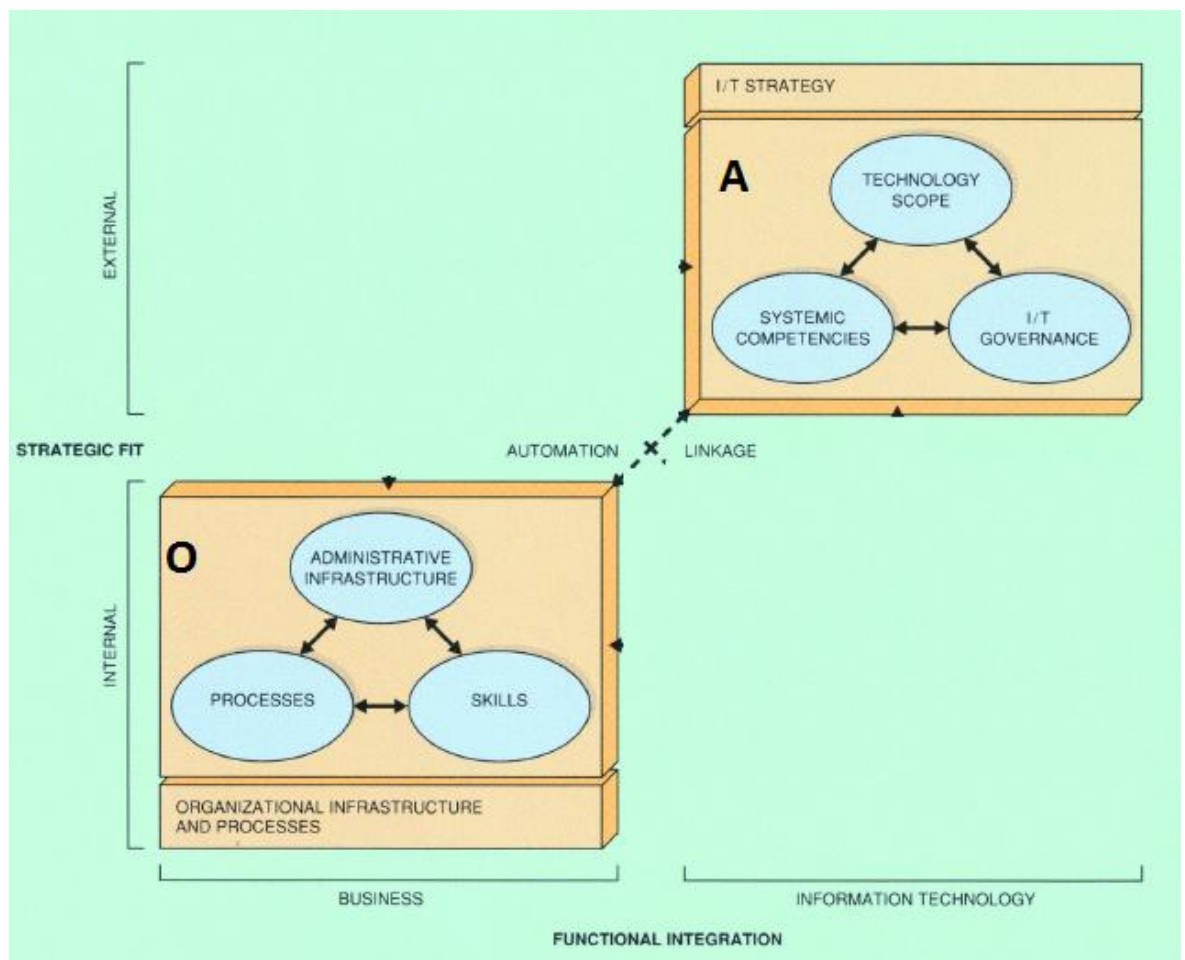 I/T STRATEGY
A
TECHNOLOGY
SCOPE
EXTERNAL
SYSTEMIC
COMPETENCIES
I/T
GOVERNANCE
STRATEGIC FIT
AUTOMATION
LINKAGE
O
ADMINISTRATIVE
INFRASTRUCTURE
INTERNAL
PROCESSES
SKILLS
ORGANIZATIONAL INFRASTRUCTURE
AND PROCESSES
BUSINESS
INFORMATION TECHNOLOGY
FUNCTIONAL INTEGRATION